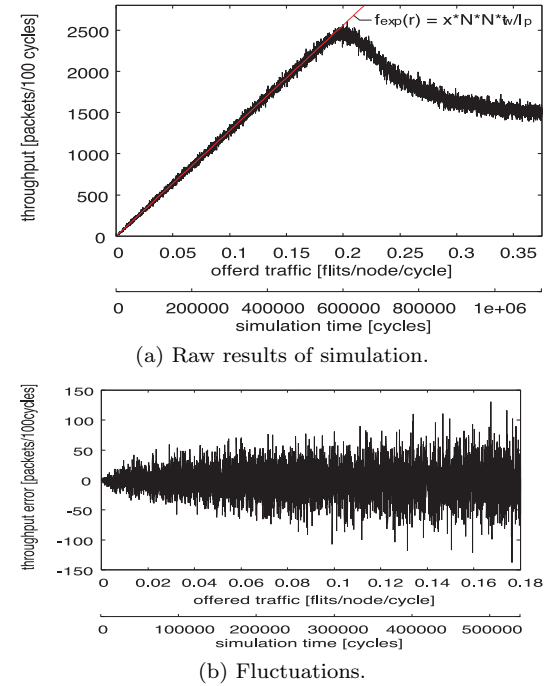 throughput [packets/100 cycles]
2500
2000
1500
1000
500
0
fexp(r) = x*N*N*tw/lp
0 0.05 0.1 0.15 0.2 0.25 0.3 0.35
offerd traffic [flits/node/cycle]
0 200000 400000 600000 800000 1e+06
simulation time [cycles]
(a) Raw results of simulation.
throughput error [packets/100cycles]
150
100
50
0
-50
-100
-150
0 0.02 0.04 0.06 0.08 0.1 0.12 0.14 0.16 0.18
offered traffic [flits/node/cycle]
0 100000 200000 300000 400000 500000
simulation time [cycles]
(b) Fluctuations.